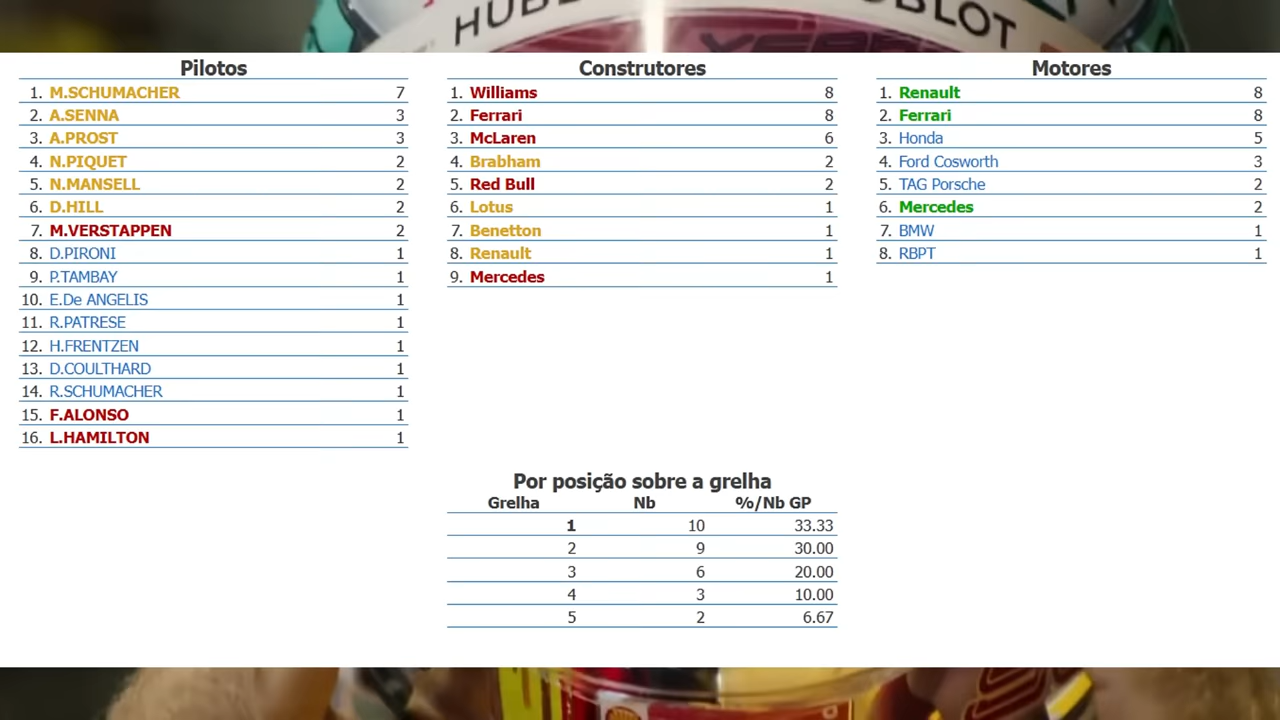 HUBLOT
Pilotos
1. M.SCHUMACHER 7
2. A.SENNA 3
3. A.PROST 3
4. N.PIQUET 2
5. N.MANSELL 2
6. D.HILL 2
7. M.VERSTAPPEN 2
8. D.PIRONI 1
9. P.TAMBAY 1
10. E.De ANGELIS 1
11. R.PATRESE 1
12. H.FRENTZEN 1
13. D.COULTHARD 1
14. R.SCHUMACHER 1
15. F.ALONSO 1
16. L.HAMILTON 1
Construtores
1. Williams 8
2. Ferrari 8
3. McLaren 6
4. Brabham 2
5. Red Bull 2
6. Lotus 1
7. Benetton 1
8. Renault 1
9. Mercedes 1
Motores
1. Renault 8
2. Ferrari 8
3. Honda 5
4. Ford Cosworth 3
5. TAG Porsche 2
6. Mercedes 2
7. BMW 1
8. RBPT 1
Por posição sobre a grelha
Grelha Nb %/Nb GP
1 10 33.33
2 9 30.00
3 6 20.00
4 3 10.00
5 2 6.67